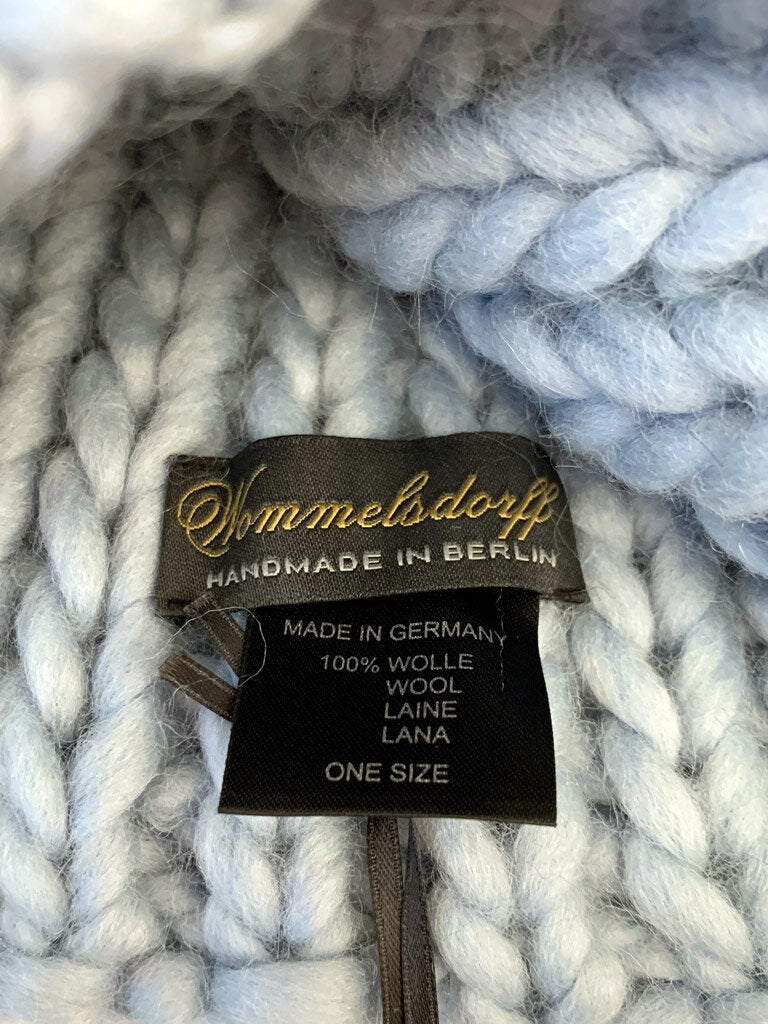 Wommelsdorff
HANDMADE IN BERLIN
MADE IN GERMANY
100% WOLLE
WOOL
LAINE
LANA
ONE SIZE